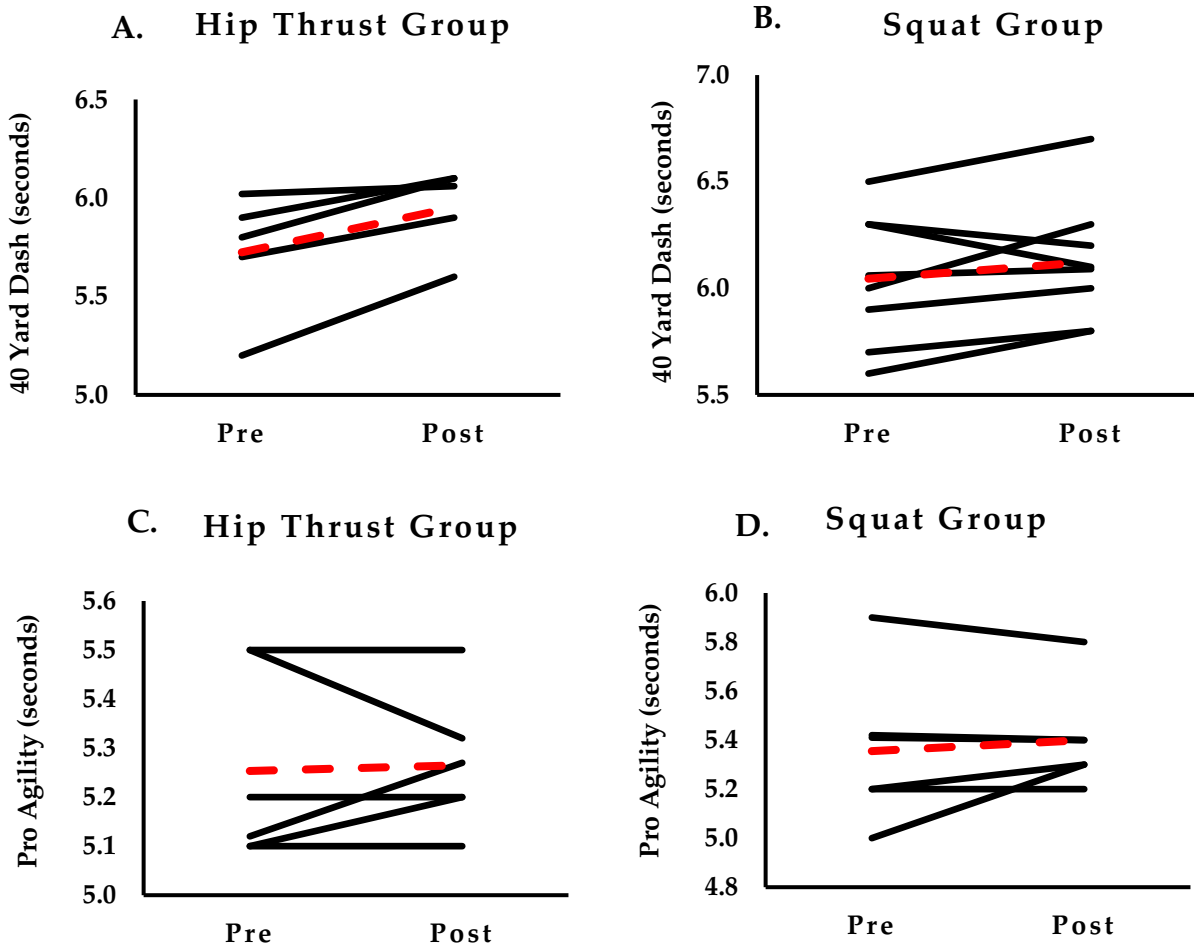 A. Hip Thrust Group
40 Yard Dash (seconds)
6.5
6.0
5.5
5.0
Pre Post
B. Squat Group
40 Yard Dash (seconds)
7.0
6.5
6.0
5.5
Pre Post
C. Hip Thrust Group
Pro Agility (seconds)
5.6
5.5
5.4
5.3
5.2
5.1
5.0
Pre Post
D. Squat Group
Pro Agility (seconds)
6.0
5.8
5.6
5.4
5.2
5.0
4.8
Pre Post